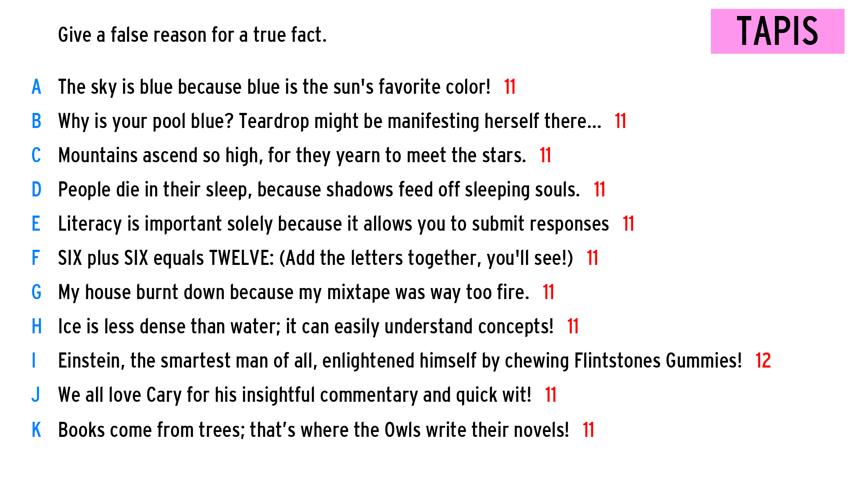 Give a false reason for a true fact.
TAPIS
A The sky is blue because blue is the sun's favorite color! 11
B Why is your pool blue? Teardrop might be manifesting herself there... 11
C Mountains ascend so high, for they yearn to meet the stars. 11
D People die in their sleep, because shadows feed off sleeping souls. 11
E Literacy is important solely because it allows you to submit responses 11
F SIX plus SIX equals TWELVE: (Add the letters together, you'll see!) 11
G My house burnt down because my mixtape was way too fire. 11
H Ice is less dense than water; it can easily understand concepts! 11
I Einstein, the smartest man of all, enlightened himself by chewing Flintstones Gummies! 12
J We all love Cary for his insightful commentary and quick wit! 11
K Books come from trees; that’s where the Owls write their novels! 11